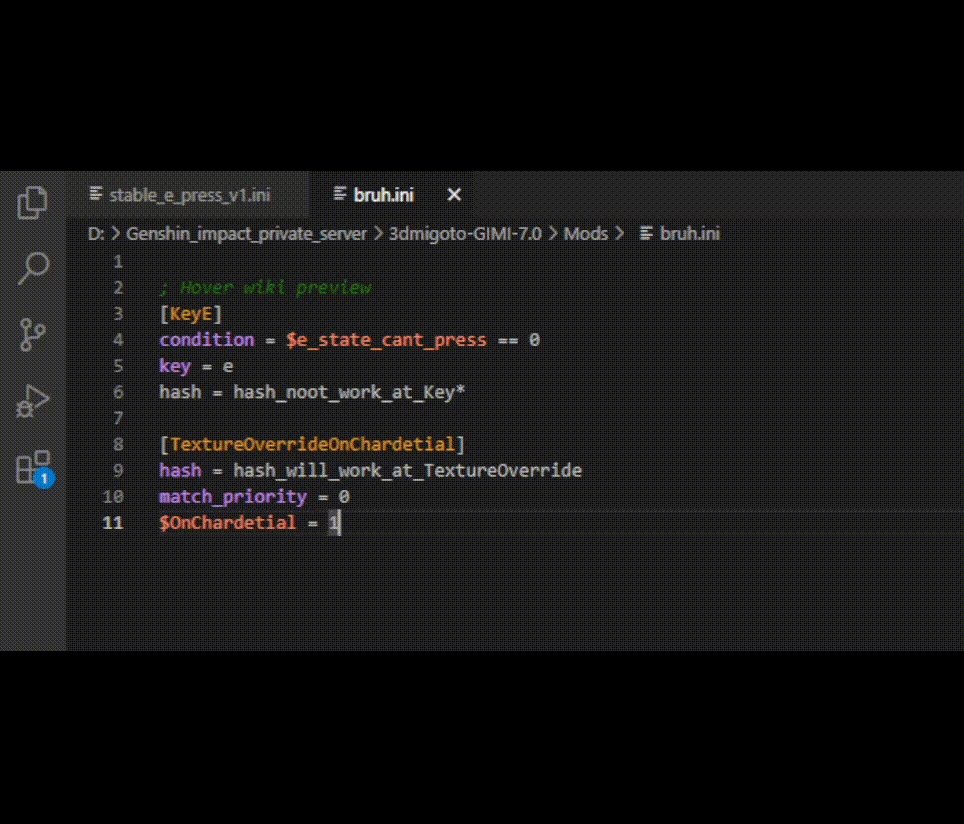 stable_e_press_v1.ini bruh.ini
D: > Genshin_impact_private_server > 3dmigoto-GIMI-7.0 > Mods > bruh.ini
1
2 ; Hover wiki preview
3 [KeyE]
4 condition = $e_state_cant_press == 0
5 key = e
6 hash = hash_noot_work_at_Key*
7
8 [TextureOverrideOnChardetial]
9 hash = hash_will_work_at_TextureOverride
10 match_priority = 0
11 $OnChardetial = 1
1